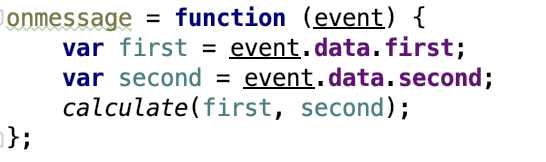 onmessage = function (event) {
    var first = event.data.first;
    var second = event.data.second;
    calculate(first, second);
};